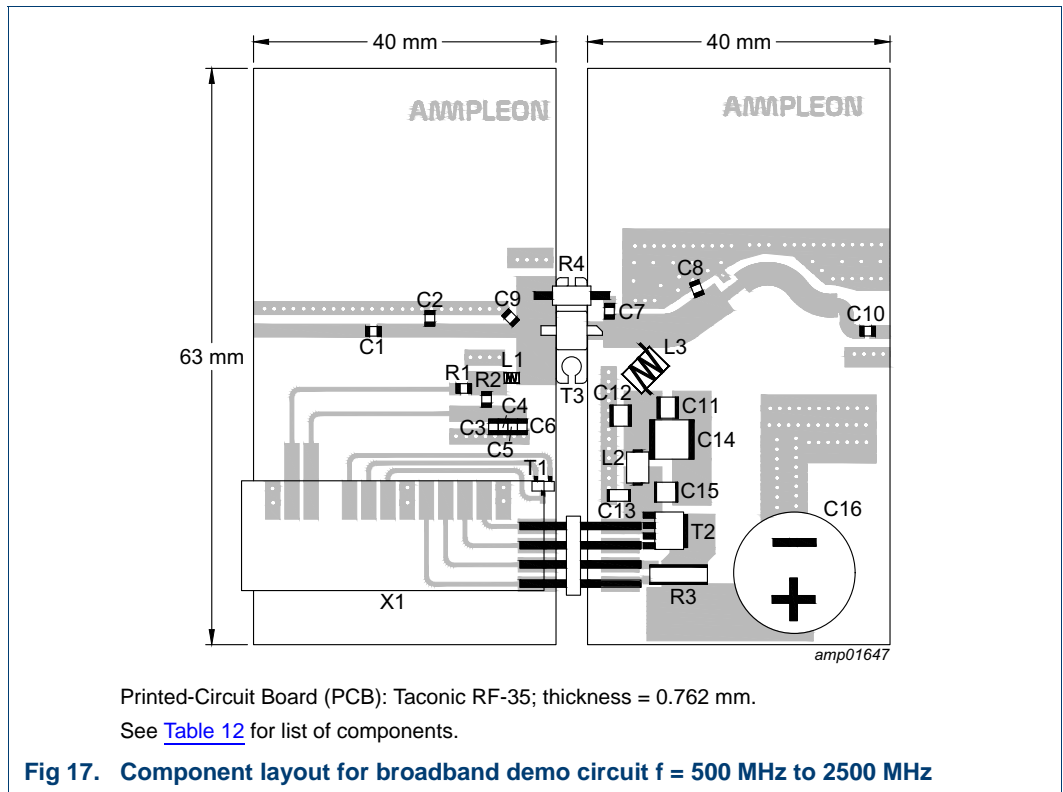 40 mm
40 mm
AMPLEON
AMPLEON
63 mm
R4
C8
C2
C9
C7
C10
C1
L3
L1
R1
R2
T3
C12
C4
C11
C3
C6
C14
C5
L2
T1
C15
C13
C16
T2
X1
R3
amp01647
Printed-Circuit Board (PCB): Taconic RF-35; thickness = 0.762 mm.
See Table 12 for list of components.
Fig 17. Component layout for broadband demo circuit f = 500 MHz to 2500 MHz